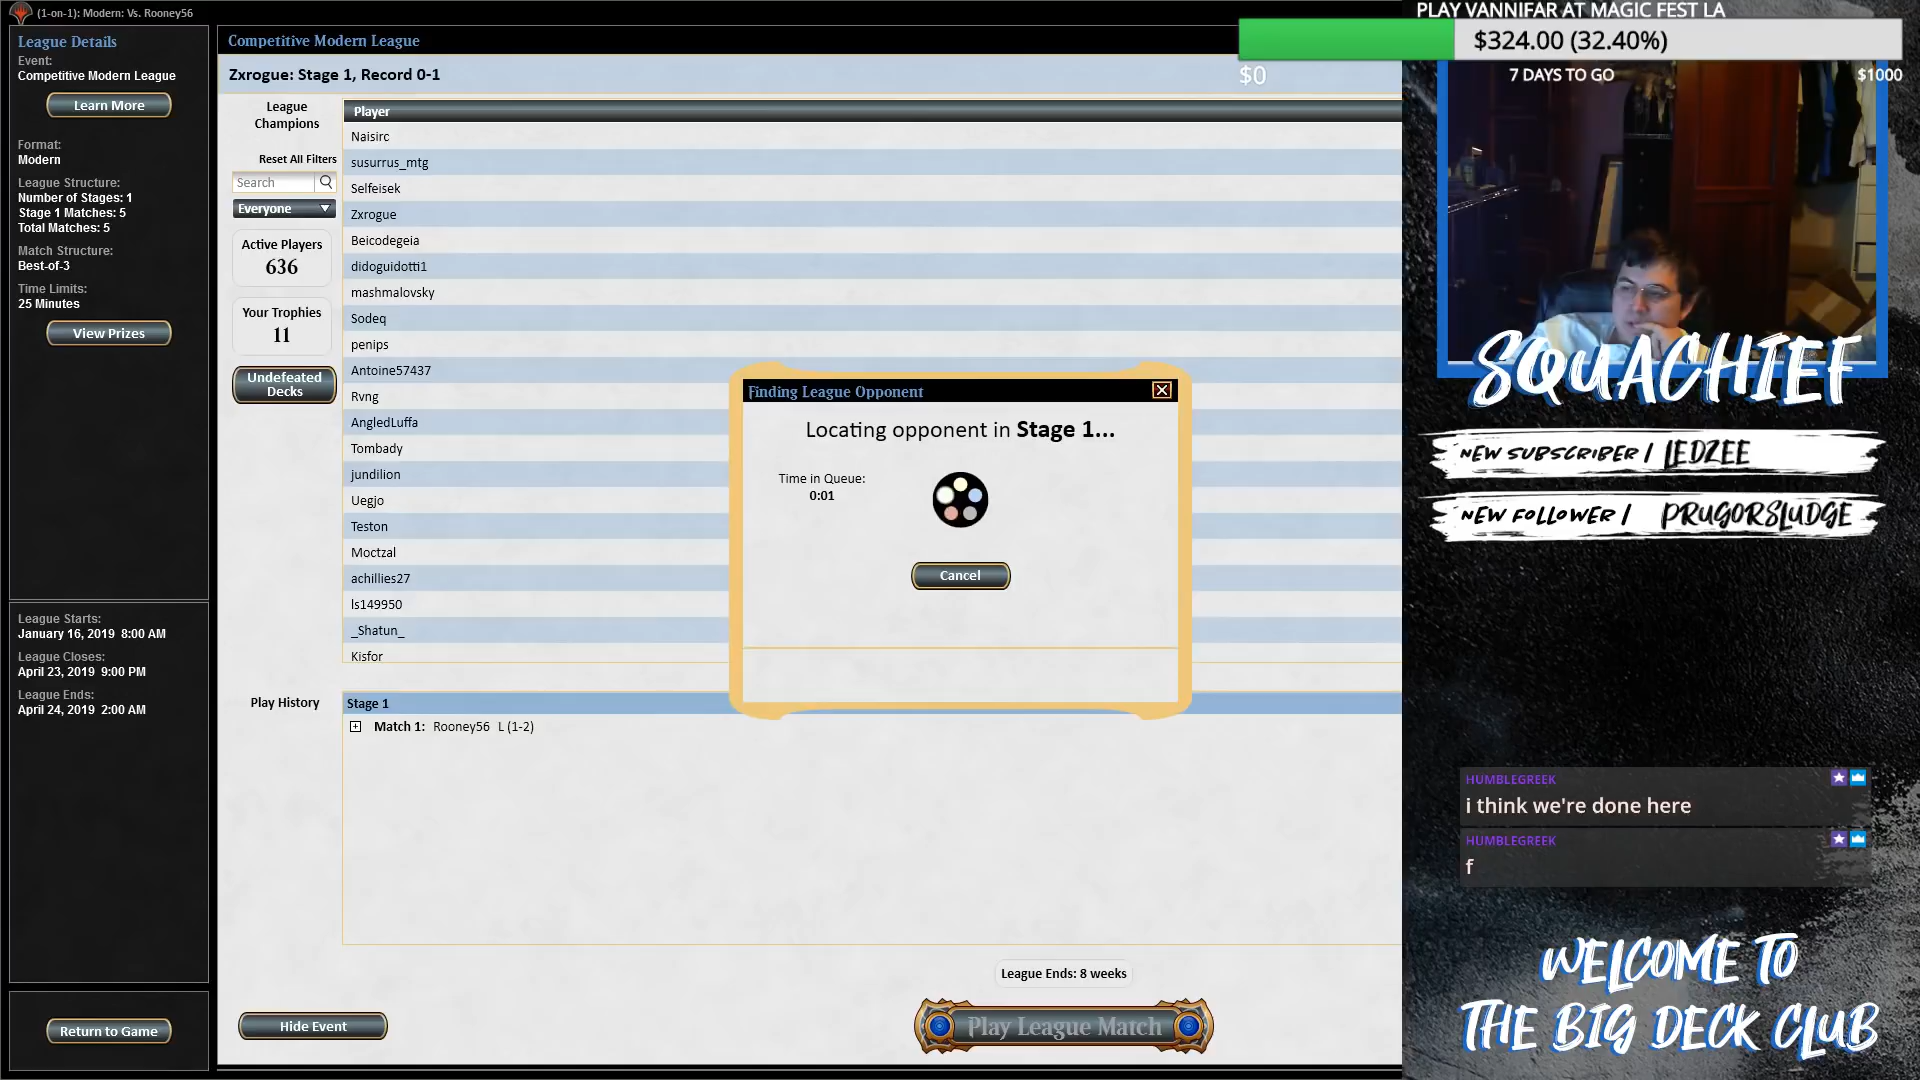 (1-on-1): Modern: Vs. Rooney56
League Details
Event:
Competitive Modern League
Learn More
Format:
Modern
League Structure:
Number of Stages: 1
Stage 1 Matches: 5
Total Matches: 5
Match Structure:
Best-of-3
Time Limits:
25 Minutes
View Prizes
League Starts:
January 16, 2019 8:00 AM
League Closes:
April 23, 2019 9:00 PM
League Ends:
April 24, 2019 2:00 AM
Return to Game
Competitive Modern League
Zxrogue: Stage 1, Record 0-1
League
Champions
Reset All Filters
Search
Everyone
Active Players
636
Your Trophies
11
Undefeated
Decks
Player
Naisirc
susurrus_mtg
Selfeisek
Zxrogue
Beicodegeia
didoguidotti1
mashmalovsky
Sodeq
penips
Antoine57437
Rvng
AngledLuffa
Tombady
jundilion
Uegjo
Teston
Moctzal
achillies27
ls149950
_Shatun_
Kisfor
Finding League Opponent
Locating opponent in Stage 1...
Time in Queue:
0:01
Cancel
Play History
Stage 1
Match 1: Rooney56 L (1-2)
League Ends: 8 weeks
Hide Event
Play League Match
PLAY VANNIFAR AT MAGIC FEST LA
$324.00 (32.40%)
$0
7 DAYS TO GO
$1000
SQUACHIEF
NEW SUBSCRIBER / LEDZEE
NEW FOLLOWER / PRUGORSLUDGE
HUMBLEGREEK
i think we're done here
HUMBLEGREEK
f
WELCOME TO
THE BIG DECK CLUB